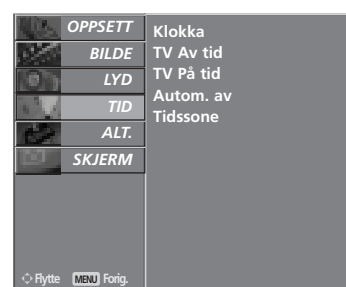 OPPSETT
BILDE
LYD
TID
ALT.
SKJERM
Klokka
TV Av tid
TV På tid
Autom. av
Tidssone
Flytte MENU Forig.